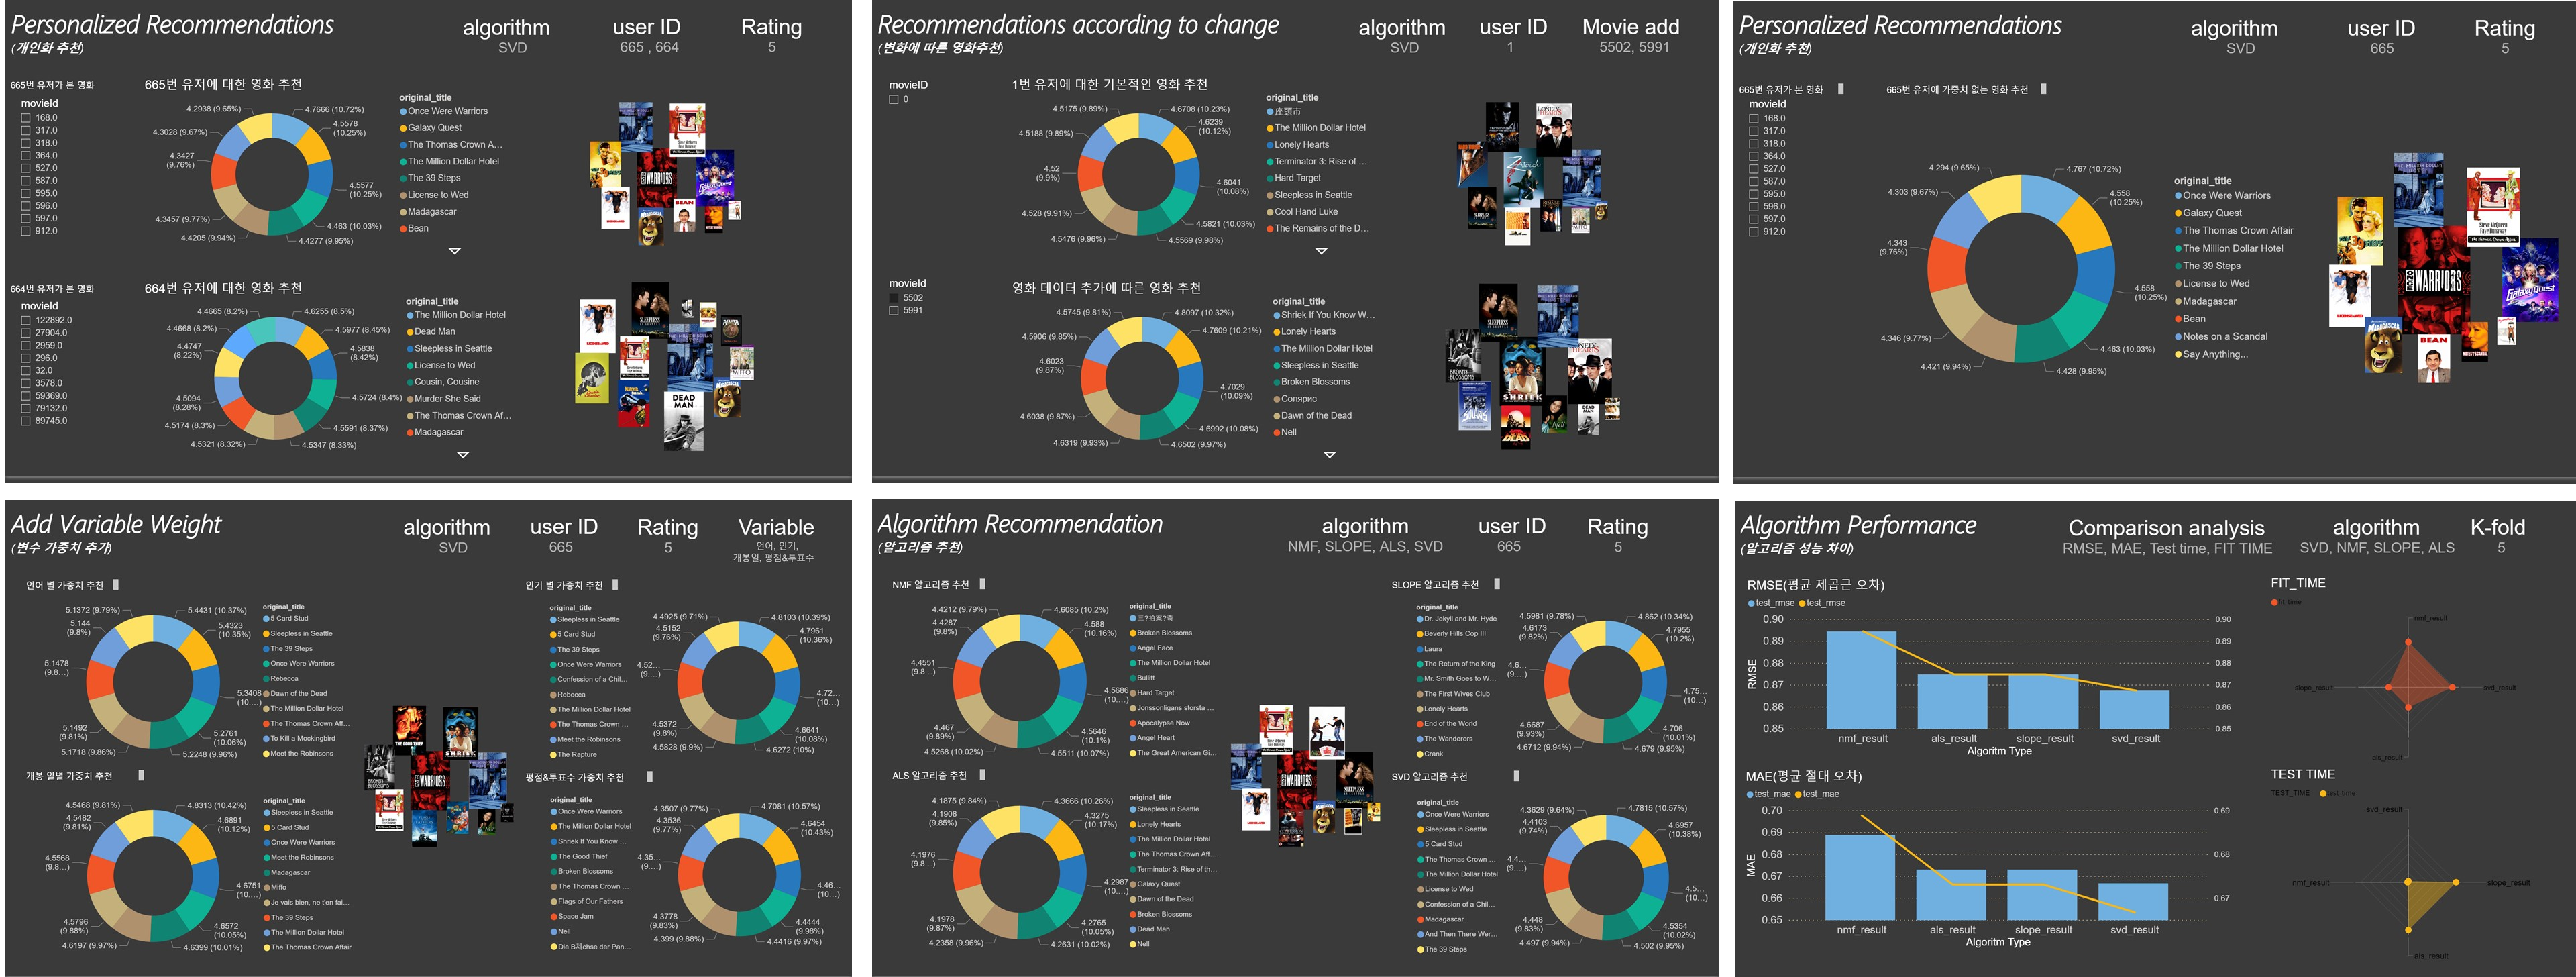 Personalized Recommendations
(개인화 추천)
algorithm
SVD
user ID
665 , 664
Rating
5
665번 유저가 본 영화
movieId
168.0
317.0
318.0
364.0
527.0
587.0
595.0
596.0
597.0
912.0
665번 유저에 대한 영화 추천
4.2938 (9.65%)
4.7666 (10.72%)
4.3028 (9.67%)
4.5578
(10.25%)
4.3427
(9.76%)
4.5577
(10.25%)
4.3457 (9.77%)
4.463 (10.03%)
4.4205 (9.94%)
4.4277 (9.95%)
original_title
Once Were Warriors
Galaxy Quest
The Thomas Crown A...
The Million Dollar Hotel
The 39 Steps
License to Wed
Madagascar
Bean
664번 유저가 본 영화
movieId
122892.0
27904.0
2959.0
296.0
32.0
3578.0
59369.0
79132.0
89745.0
664번 유저에 대한 영화 추천
4.4665 (8.2%)
4.6255 (8.5%)
4.4668 (8.2%)
4.5977 (8.45%)
4.4747
(8.22%)
4.5838
(8.42%)
4.5094
(8.28%)
4.5724 (8.4%)
4.5174 (8.3%)
4.5591 (8.37%)
4.5321 (8.32%)
4.5347 (8.33%)
original_title
The Million Dollar Hotel
Dead Man
Sleepless in Seattle
License to Wed
Cousin, Cousine
Murder She Said
The Thomas Crown Af...
Madagascar
Recommendations according to change
(변화에 따른 영화추천)
algorithm
SVD
user ID
1
Movie add
5502, 5991
movieID
0
1번 유저에 대한 기본적인 영화 추천
4.5175 (9.89%)
4.6708 (10.23%)
4.5188 (9.89%)
4.6239
(10.12%)
4.52
(9.9%)
4.6041
(10.08%)
4.528 (9.91%)
4.5821 (10.03%)
4.5476 (9.96%)
4.5569 (9.98%)
original_title
座頭市
The Million Dollar Hotel
Lonely Hearts
Terminator 3: Rise of ...
Hard Target
Sleepless in Seattle
Cool Hand Luke
The Remains of the D...
movieId
5502
5991
영화 데이터 추가에 따른 영화 추천
4.5745 (9.81%)
4.8097 (10.32%)
4.5906 (9.85%)
4.7609 (10.21%)
4.6023
(9.87%)
4.7029
(10.09%)
4.6038 (9.87%)
4.6992 (10.08%)
4.6319 (9.93%)
4.6502 (9.97%)
original_title
Shriek If You Know W...
Lonely Hearts
The Million Dollar Hotel
Sleepless in Seattle
Broken Blossoms
Солярис
Dawn of the Dead
Nell
Personalized Recommendations
(개인화 추천)
algorithm
SVD
user ID
665
Rating
5
665번 유저가 본 영화
movieId
168.0
317.0
318.0
364.0
527.0
587.0
595.0
596.0
597.0
912.0
665번 유저에 가중치 없는 영화 추천
4.294 (9.65%)
4.767 (10.72%)
4.303 (9.67%)
4.558
(10.25%)
4.343
(9.76%)
4.558
(10.25%)
4.346 (9.77%)
4.463 (10.03%)
4.421 (9.94%)
4.428 (9.95%)
original_title
Once Were Warriors
Galaxy Quest
The Thomas Crown Affair
The Million Dollar Hotel
The 39 Steps
License to Wed
Madagascar
Bean
Notes on a Scandal
Say Anything...
WARRIORS
GalaxyQuest
BEAN
Add Variable Weight
(변수 가중치 추가)
algorithm
SVD
user ID
665
Rating
5
Variable
언어, 인기,
개봉일, 평점&투표수
언어 별 가중치 추천
5.1372 (9.79%)
5.4431 (10.37%)
5.144
(9.8%)
5.4323
(10.35%)
5.1478
(9.8...)
5.3408
(10....)
5.1492
(9.81%)
5.2761
(10.06%)
5.1718 (9.86%)
5.2248 (9.96%)
original_title
5 Card Stud
Sleepless in Seattle
The 39 Steps
Once Were Warriors
Rebecca
Dawn of the Dead
The Million Dollar Hotel
The Thomas Crown Aff...
To Kill a Mockingbird
Meet the Robinsons
인기 별 가중치 추천
original_title
Sleepless in Seattle
5 Card Stud
The 39 Steps
Once Were Warriors
Confession of a Chil...
Rebecca
The Million Dollar Hotel
The Thomas Crown ...
Meet the Robinsons
The Rapture
4.4925 (9.71%)
4.8103 (10.39%)
4.5152
(9.76%)
4.7961
(10.36%)
4.52...
(9....)
4.72...
(10...)
4.5372
(9.8%)
4.6641
(10.08%)
4.5828 (9.9%)
4.6272 (10%)
개봉 일별 가중치 추천
4.5468 (9.81%)
4.8313 (10.42%)
4.5482
(9.81%)
4.6891
(10.12%)
4.5568
(9.8...)
4.6751
(10....)
4.5796
(9.88%)
4.6572
(10.05%)
4.6197 (9.97%)
4.6399 (10.01%)
original_title
Sleepless in Seattle
5 Card Stud
Once Were Warriors
Meet the Robinsons
Madagascar
Miffo
Je vais bien, ne t'en fai...
The 39 Steps
The Million Dollar Hotel
The Thomas Crown Affair
평점&투표수 가중치 추천
original_title
Once Were Warriors
The Million Dollar Hotel
Shriek If You Know ...
The Good Thief
Broken Blossoms
The Thomas Crown ...
Flags of Our Fathers
Space Jam
Nell
Die B체chse der Pan...
4.3507 (9.77%)
4.7081 (10.57%)
4.3536
(9.77%)
4.6454
(10.43%)
4.35...
(9....)
4.46...
(10...)
4.3778
(9.83%)
4.4444
(9.98%)
4.399 (9.88%)
4.4416 (9.97%)
Algorithm Recommendation
(알고리즘 추천)
algorithm
NMF, SLOPE, ALS, SVD
user ID
665
Rating
5
NMF 알고리즘 추천
4.4212 (9.79%)
4.6085 (10.2%)
4.4287
(9.8%)
4.588
(10.16%)
4.4551
(9.8...)
4.5686
(10....)
4.467
(9.89%)
4.5646
(10.1%)
4.5268 (10.02%)
4.5511 (10.07%)
original_title
三?拍案?奇
Broken Blossoms
Angel Face
The Million Dollar Hotel
Bullitt
Hard Target
Jonssonligans storsta ...
Apocalypse Now
Angel Heart
The Great American Gi...
SLOPE 알고리즘 추천
original_title
Dr. Jekyll and Mr. Hyde
Beverly Hills Cop III
Laura
The Return of the King
Mr. Smith Goes to W...
The First Wives Club
Lonely Hearts
End of the World
The Wanderers
Crank
4.5981 (9.78%)
4.862 (10.34%)
4.6173
(9.82%)
4.7955
(10.2%)
4.6...
(9....)
4.75...
(10...)
4.6687
(9.93%)
4.706
(10.01%)
4.6712 (9.94%)
4.679 (9.95%)
ALS 알고리즘 추천
4.1875 (9.84%)
4.3666 (10.26%)
4.1908
(9.85%)
4.3275
(10.17%)
4.1976
(9.8...)
4.2987
(10....)
4.1978
(9.87%)
4.2765
(10.05%)
4.2358 (9.96%)
4.2631 (10.02%)
original_title
Sleepless in Seattle
Lonely Hearts
The Million Dollar Hotel
The Thomas Crown Aff...
Terminator 3: Rise of th...
Galaxy Quest
Dawn of the Dead
Broken Blossoms
Dead Man
Nell
SVD 알고리즘 추천
original_title
Once Were Warriors
Sleepless in Seattle
5 Card Stud
The Thomas Crown ...
The Million Dollar Hotel
License to Wed
Confession of a Chil...
Madagascar
And Then There Wer...
The 39 Steps
4.3629 (9.64%)
4.7815 (10.57%)
4.4103
(9.74%)
4.6957
(10.38%)
4.4...
(9....)
4.5...
(10...)
4.448
(9.83%)
4.5354
(10.02%)
4.497 (9.94%)
4.502 (9.95%)
Algorithm Performance
(알고리즘 성능 차이)
Comparison analysis
RMSE, MAE, Test time, FIT TIME
algorithm
SVD, NMF, SLOPE, ALS
K-fold
5
RMSE(평균 제곱근 오차)
test_rmse test_rmse
RMSE
0.90
0.89
0.88
0.87
0.86
0.85
0.90
0.89
0.88
0.87
0.86
0.85
nmf_result
als_result
slope_result
svd_result
Algoritm Type
FIT_TIME
fit_time
nmf_result
slope_result
svd_result
als_result
MAE(평균 절대 오차)
test_mae test_mae
MAE
0.70
0.69
0.68
0.67
0.66
0.65
0.69
0.68
0.67
nmf_result
als_result
slope_result
svd_result
Algoritm Type
TEST TIME
TEST_TIME test_time
svd_result
nmf_result
slope_result
als_result